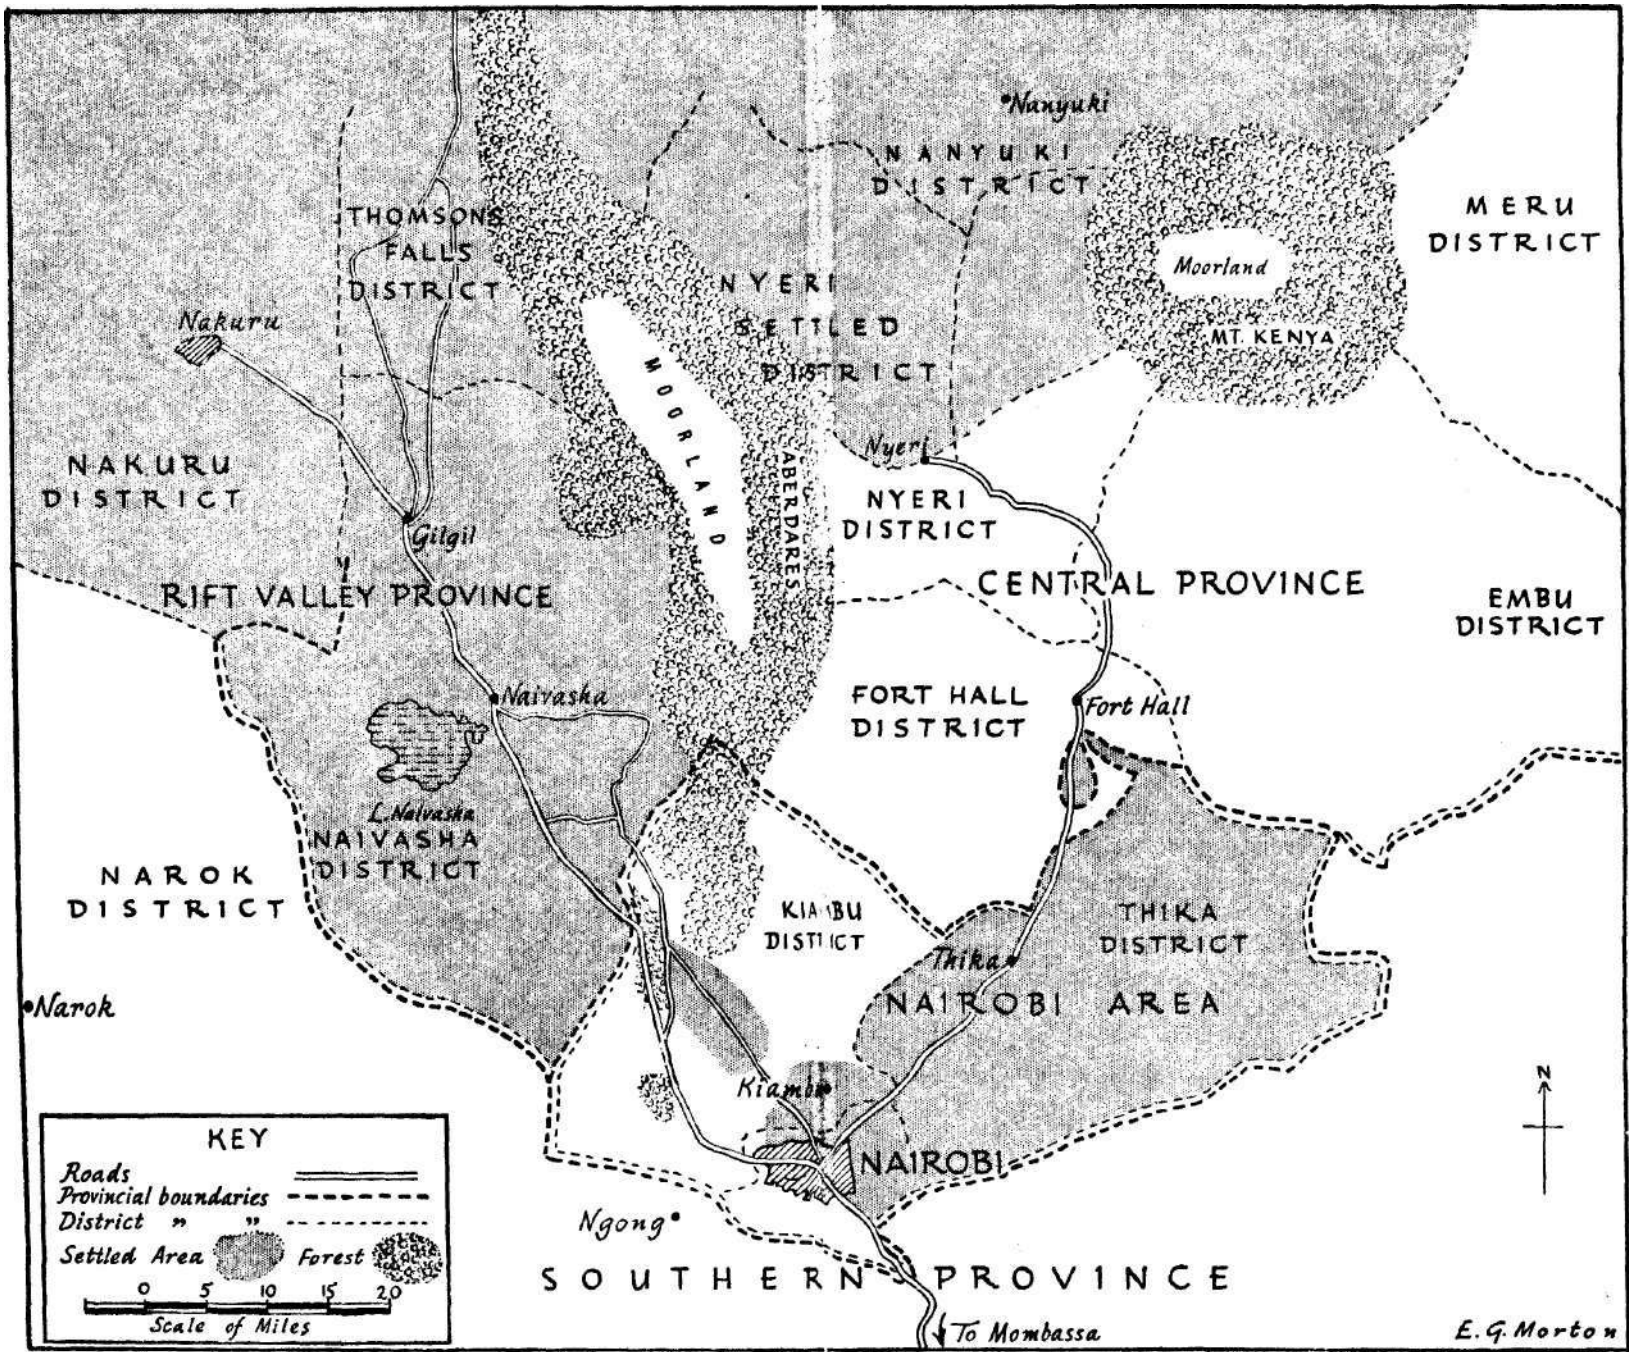 Nanyuki
NANYUKI
DISTRICT
MERU
DISTRICT
THOMSONS
FALLS
DISTRICT
Moorland
MT. KENYA
NYERI
SETTLED
DISTRICT
Nakuru
MOORLAND
ABERDARES
NAKURU
DISTRICT
Nyeri
NYERI
DISTRICT
Gilgil
RIFT VALLEY PROVINCE
CENTRAL PROVINCE
EMBU
DISTRICT
Naivasha
FORT HALL
DISTRICT
Fort Hall
L. Naivasha
NAIVASHA
DISTRICT
NAROK
DISTRICT
KIAMBU
DISTRICT
THIKA
DISTRICT
Thika
NAIROBI AREA
Narok
Kiambu
NAIROBI
N
Ngong
SOUTHERN PROVINCE
To Mombassa
E. G. Morton
KEY
Roads
Provincial boundaries
District " "
Settled Area Forest
0 5 10 15 20
Scale of Miles